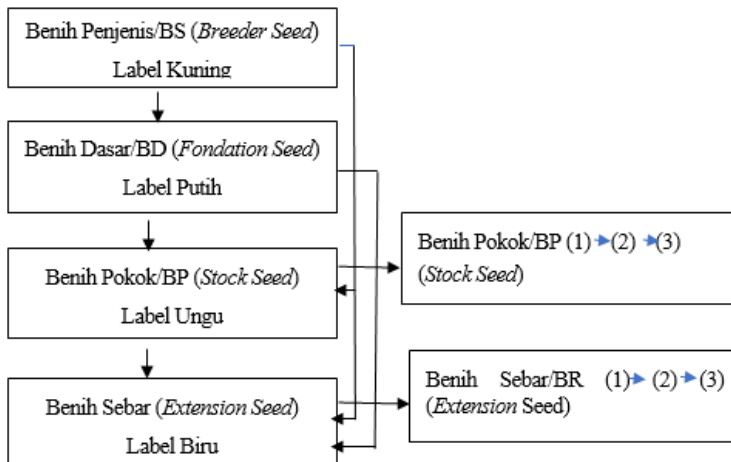 Benih Penjenis/BS (Breeder Seed)
Label Kuning
Benih Dasar/BD (Fondation Seed)
Label Putih
Benih Pokok/BP (Stock Seed)
Label Ungu
Benih Pokok/BP (1) (2) (3)
(Stock Seed)
Benih Sebar (Extension Seed)
Label Biru
Benih Sebar/BR (1) (2) (3)
(Extension Seed)